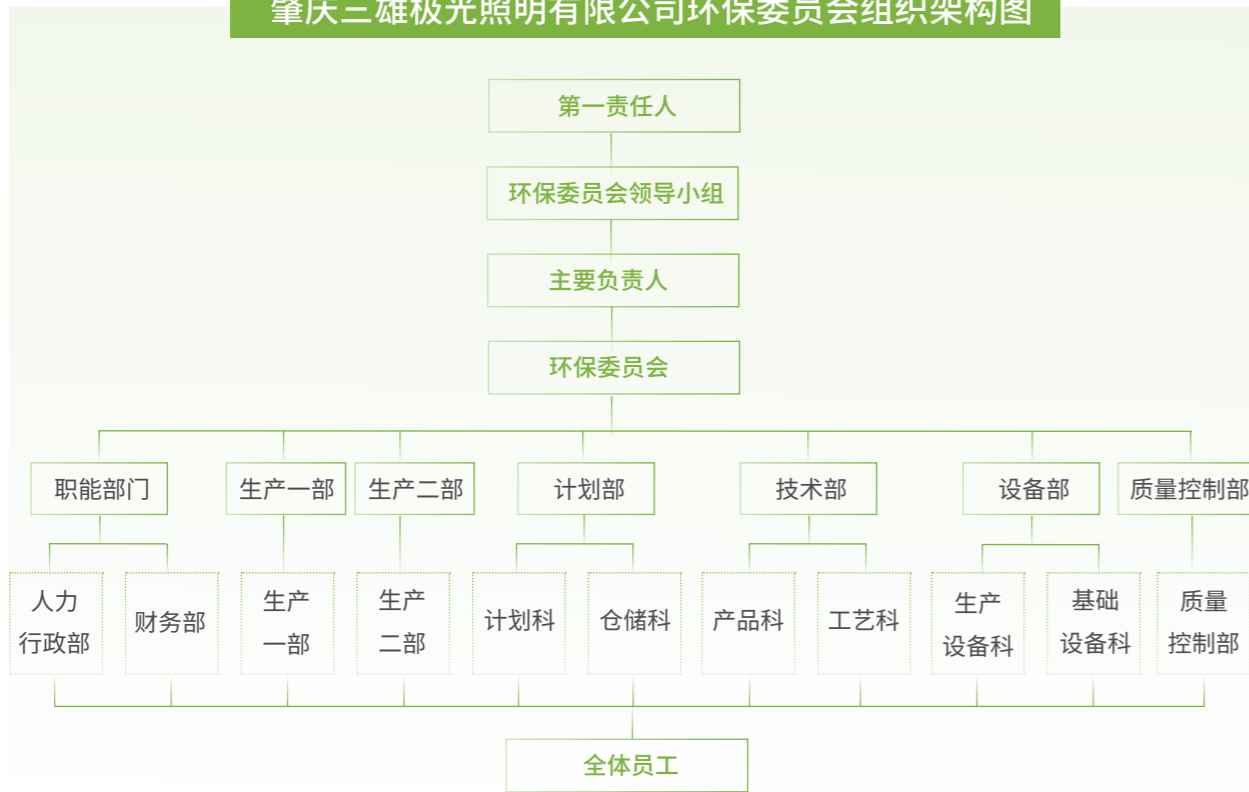 肇庆三雄极光照明有限公司环保委员会组织架构图
第一责任人
环保委员会领导小组
主要负责人
环保委员会
职能部门
生产一部
生产二部
计划部
技术部
设备部
质量控制部
人力
行政部
财务部
生产
一部
生产
二部
计划科
仓储科
产品科
工艺科
生产
设备科
基础
设备科
质量
控制部
全体员工